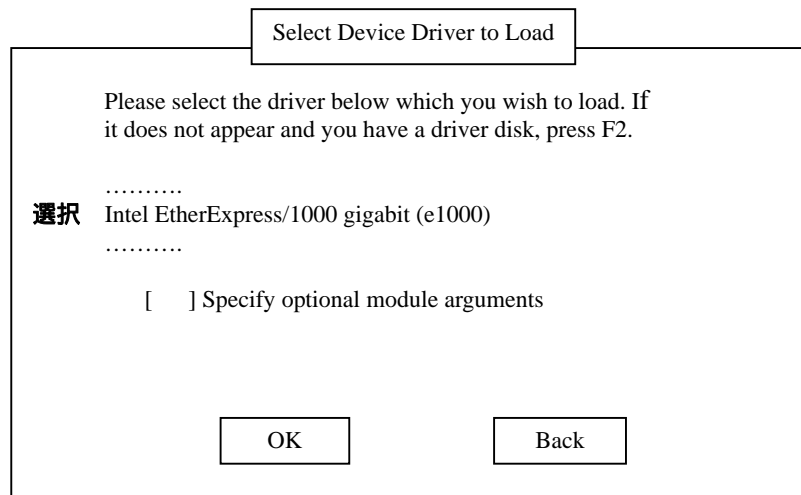 Select Device Driver to Load
Please select the driver below which you wish to load. If
it does not appear and you have a driver disk, press F2.
……….
選択 Intel EtherExpress/1000 gigabit (e1000)
……….
[ ] Specify optional module arguments
OK Back